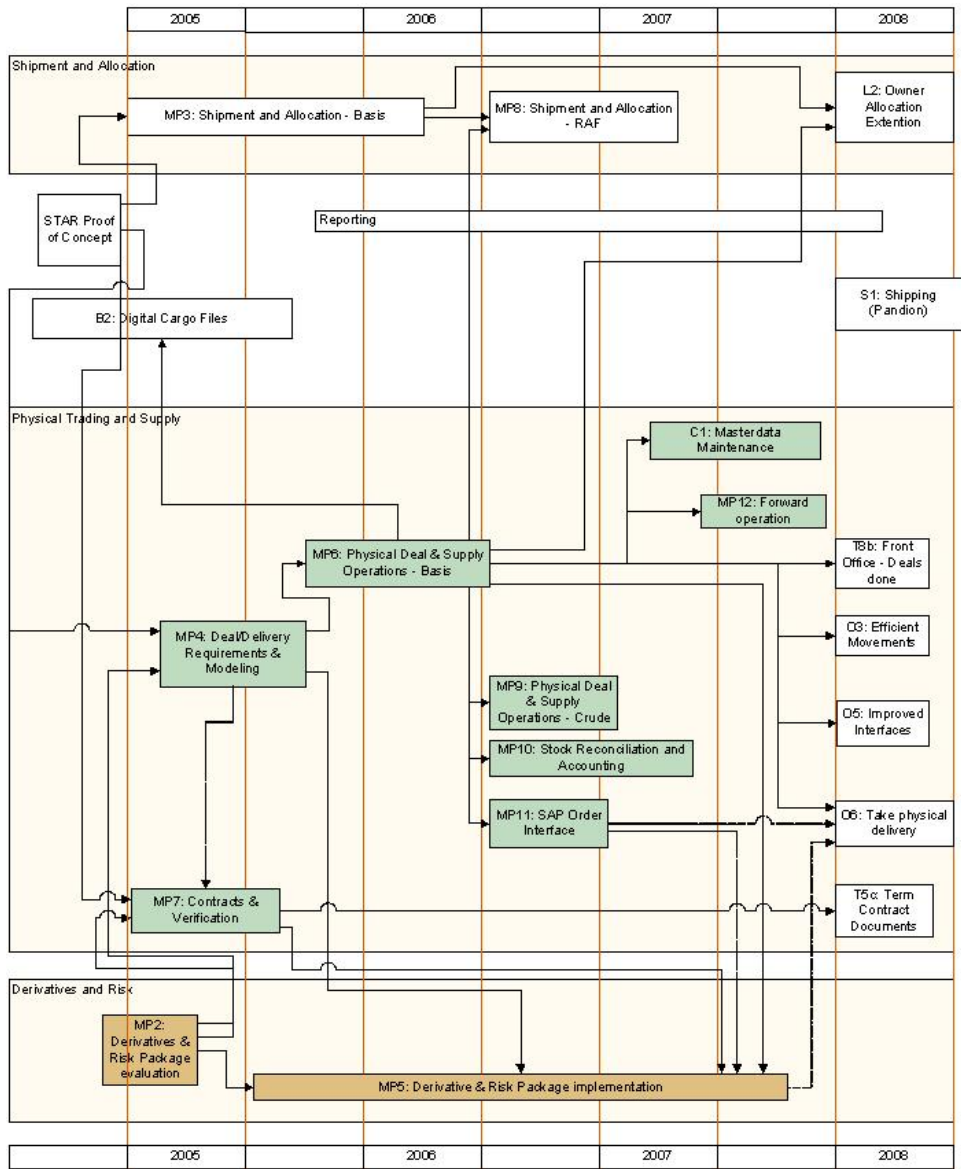 2005 2006 2007 2008
Shipment and Allocation
MP3: Shipment and Allocation - Basis
MP8: Shipment and Allocation
- RAF
L2: Owner
Allocation
Extention
STAR Proof
of Concept
Reporting
B2: Digital Cargo Files
S1: Shipping
(Pandion)
Physical Trading and Supply
C1: Masterdata
Maintenance
MP12: Forward
operation
MP6: Physical Deal & Supply
Operations - Basis
T8b: Front
Office - Deals
done
MP4: Deal/Delivery
Requirements &
Modeling
O3: Efficient
Movements
MP9: Physical Deal
& Supply
Operations - Crude
O5: Improved
Interfaces
MP10: Stock Reconciliation and
Accounting
MP11: SAP Order
Interface
O6: Take physical
delivery
MP7: Contracts &
Verification
Term
Contract
Documents
Derivatives and Risk
MP2:
Derivatives &
Risk Package
evaluation
MP5: Derivative & Risk Package implementation
2005 2006 2007 2008